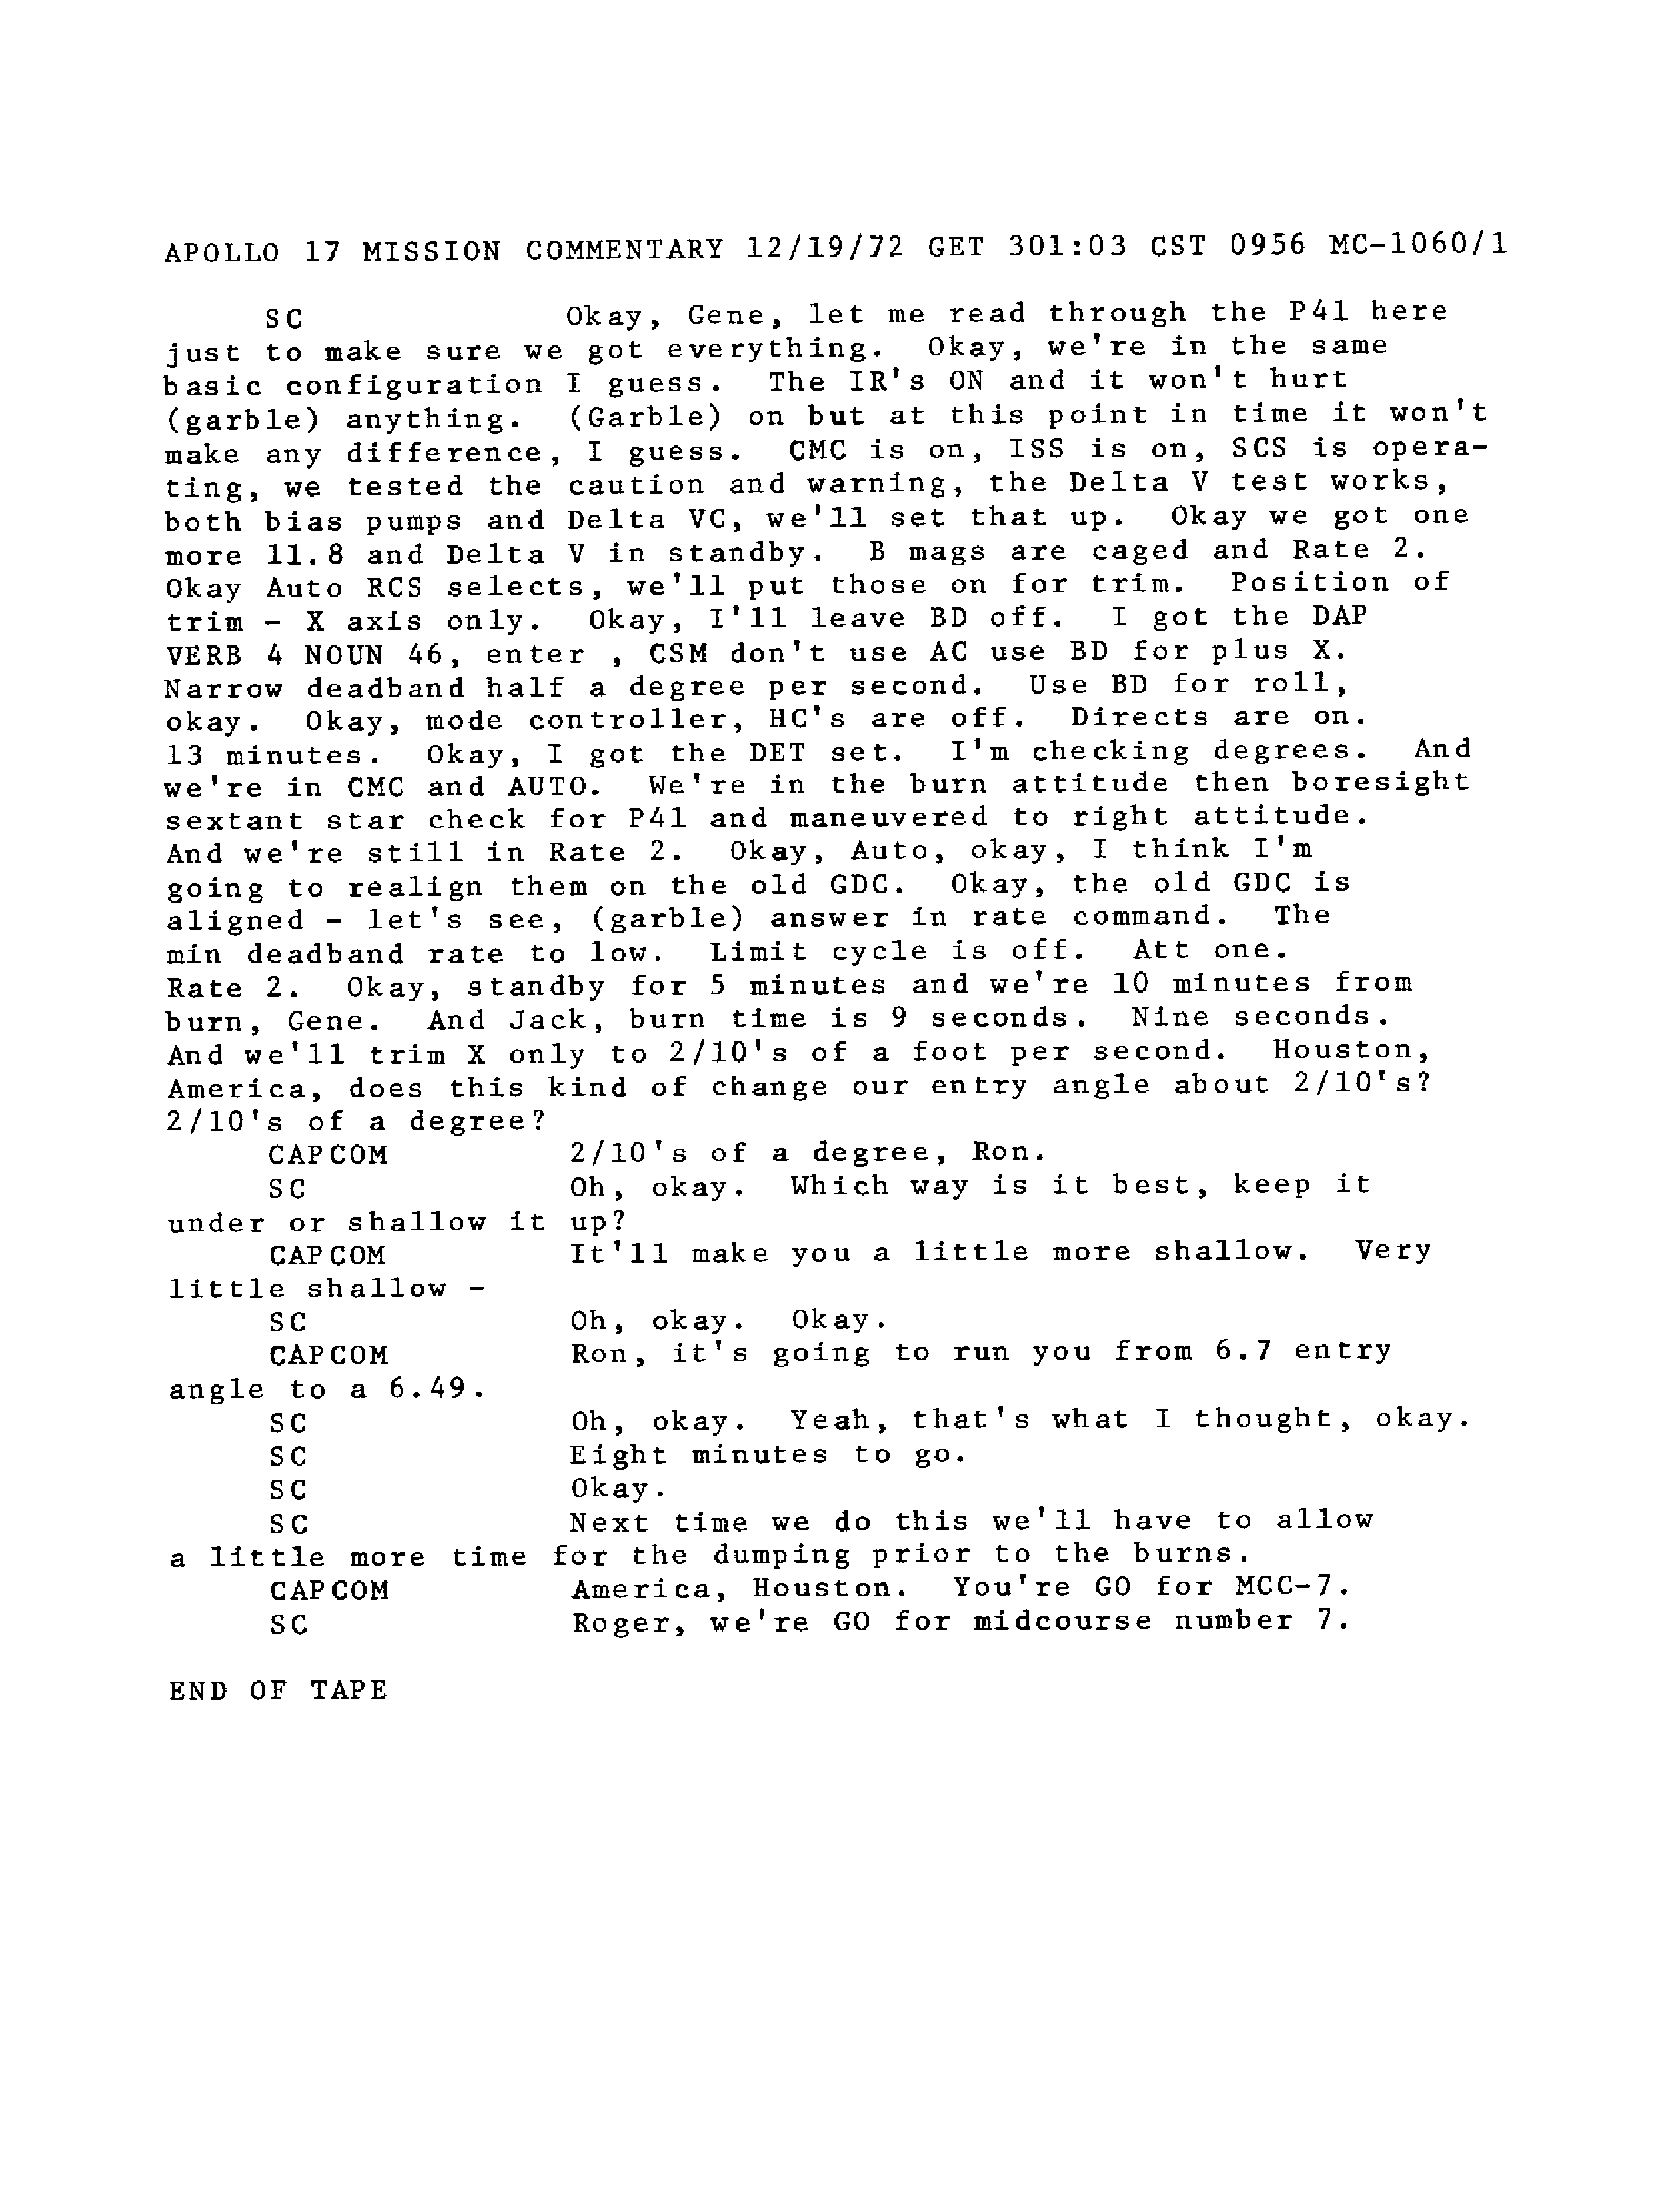 APOLLO 17 MISSION COMMENTARY 12/19/72 GET 301:03 CST 0956 MC-1060/1
SC Okay, Gene, let me read through the P41 here
just to make sure we got everything. Okay, we're in the same
basic configuration I guess. The IR's ON and it won't hurt
(garble) anything. (Garble) on but at this point in time it won't
make any difference, I guess. CMC is on, ISS is on, SCS is opera-
ting, we tested the caution and warning, the Delta V test works,
both bias pumps and Delta VC, we'll set that up. Okay we got one
more 11.8 and Delta V in standby. B mags are caged and Rate 2.
Okay Auto RCS selects, we'll put those on for trim. Position of
trim - X axis only. Okay, I'll leave BD off. I got the DAP
VERB 4 NOUN 46, enter , CSM don't use AC use BD for plus X.
Narrow deadband half a degree per second. Use BD for roll,
okay. Okay, mode controller, HC's are off. Directs are on.
13 minutes. Okay, I got the DET set. I'm checking degrees. And
we're in CMC and AUTO. We're in the burn attitude then boresight
sextant star check for P41 and maneuvered to right attitude.
And we're still in Rate 2. Okay, Auto, okay, I think I'm
going to realign them on the old GDC. Okay, the old GDC is
aligned - let's see, (garble) answer in rate command. The
min deadband rate to low. Limit cycle is off. Att one.
Rate 2. Okay, standby for 5 minutes and we're 10 minutes from
burn, Gene. And Jack, burn time is 9 seconds. Nine seconds.
And we'll trim X only to 2/10's of a foot per second. Houston,
America, does this kind of change our entry angle about 2/10's?
2/10's of a degree?
CAPCOM 2/10's of a degree, Ron.
SC Oh, okay. Which way is it best, keep it
under or shallow it up?
CAPCOM It'll make you a little more shallow. Very
little shallow -
SC Oh, okay. Okay.
CAPCOM Ron, it's going to run you from 6.7 entry
angle to a 6.49.
SC Oh, okay. Yeah, that's what I thought, okay.
SC Eight minutes to go.
SC Okay.
SC Next time we do this we'll have to allow
a little more time for the dumping prior to the burns.
CAPCOM America, Houston. You're GO for MCC-7.
SC Roger, we're GO for midcourse number 7.
END OF TAPE